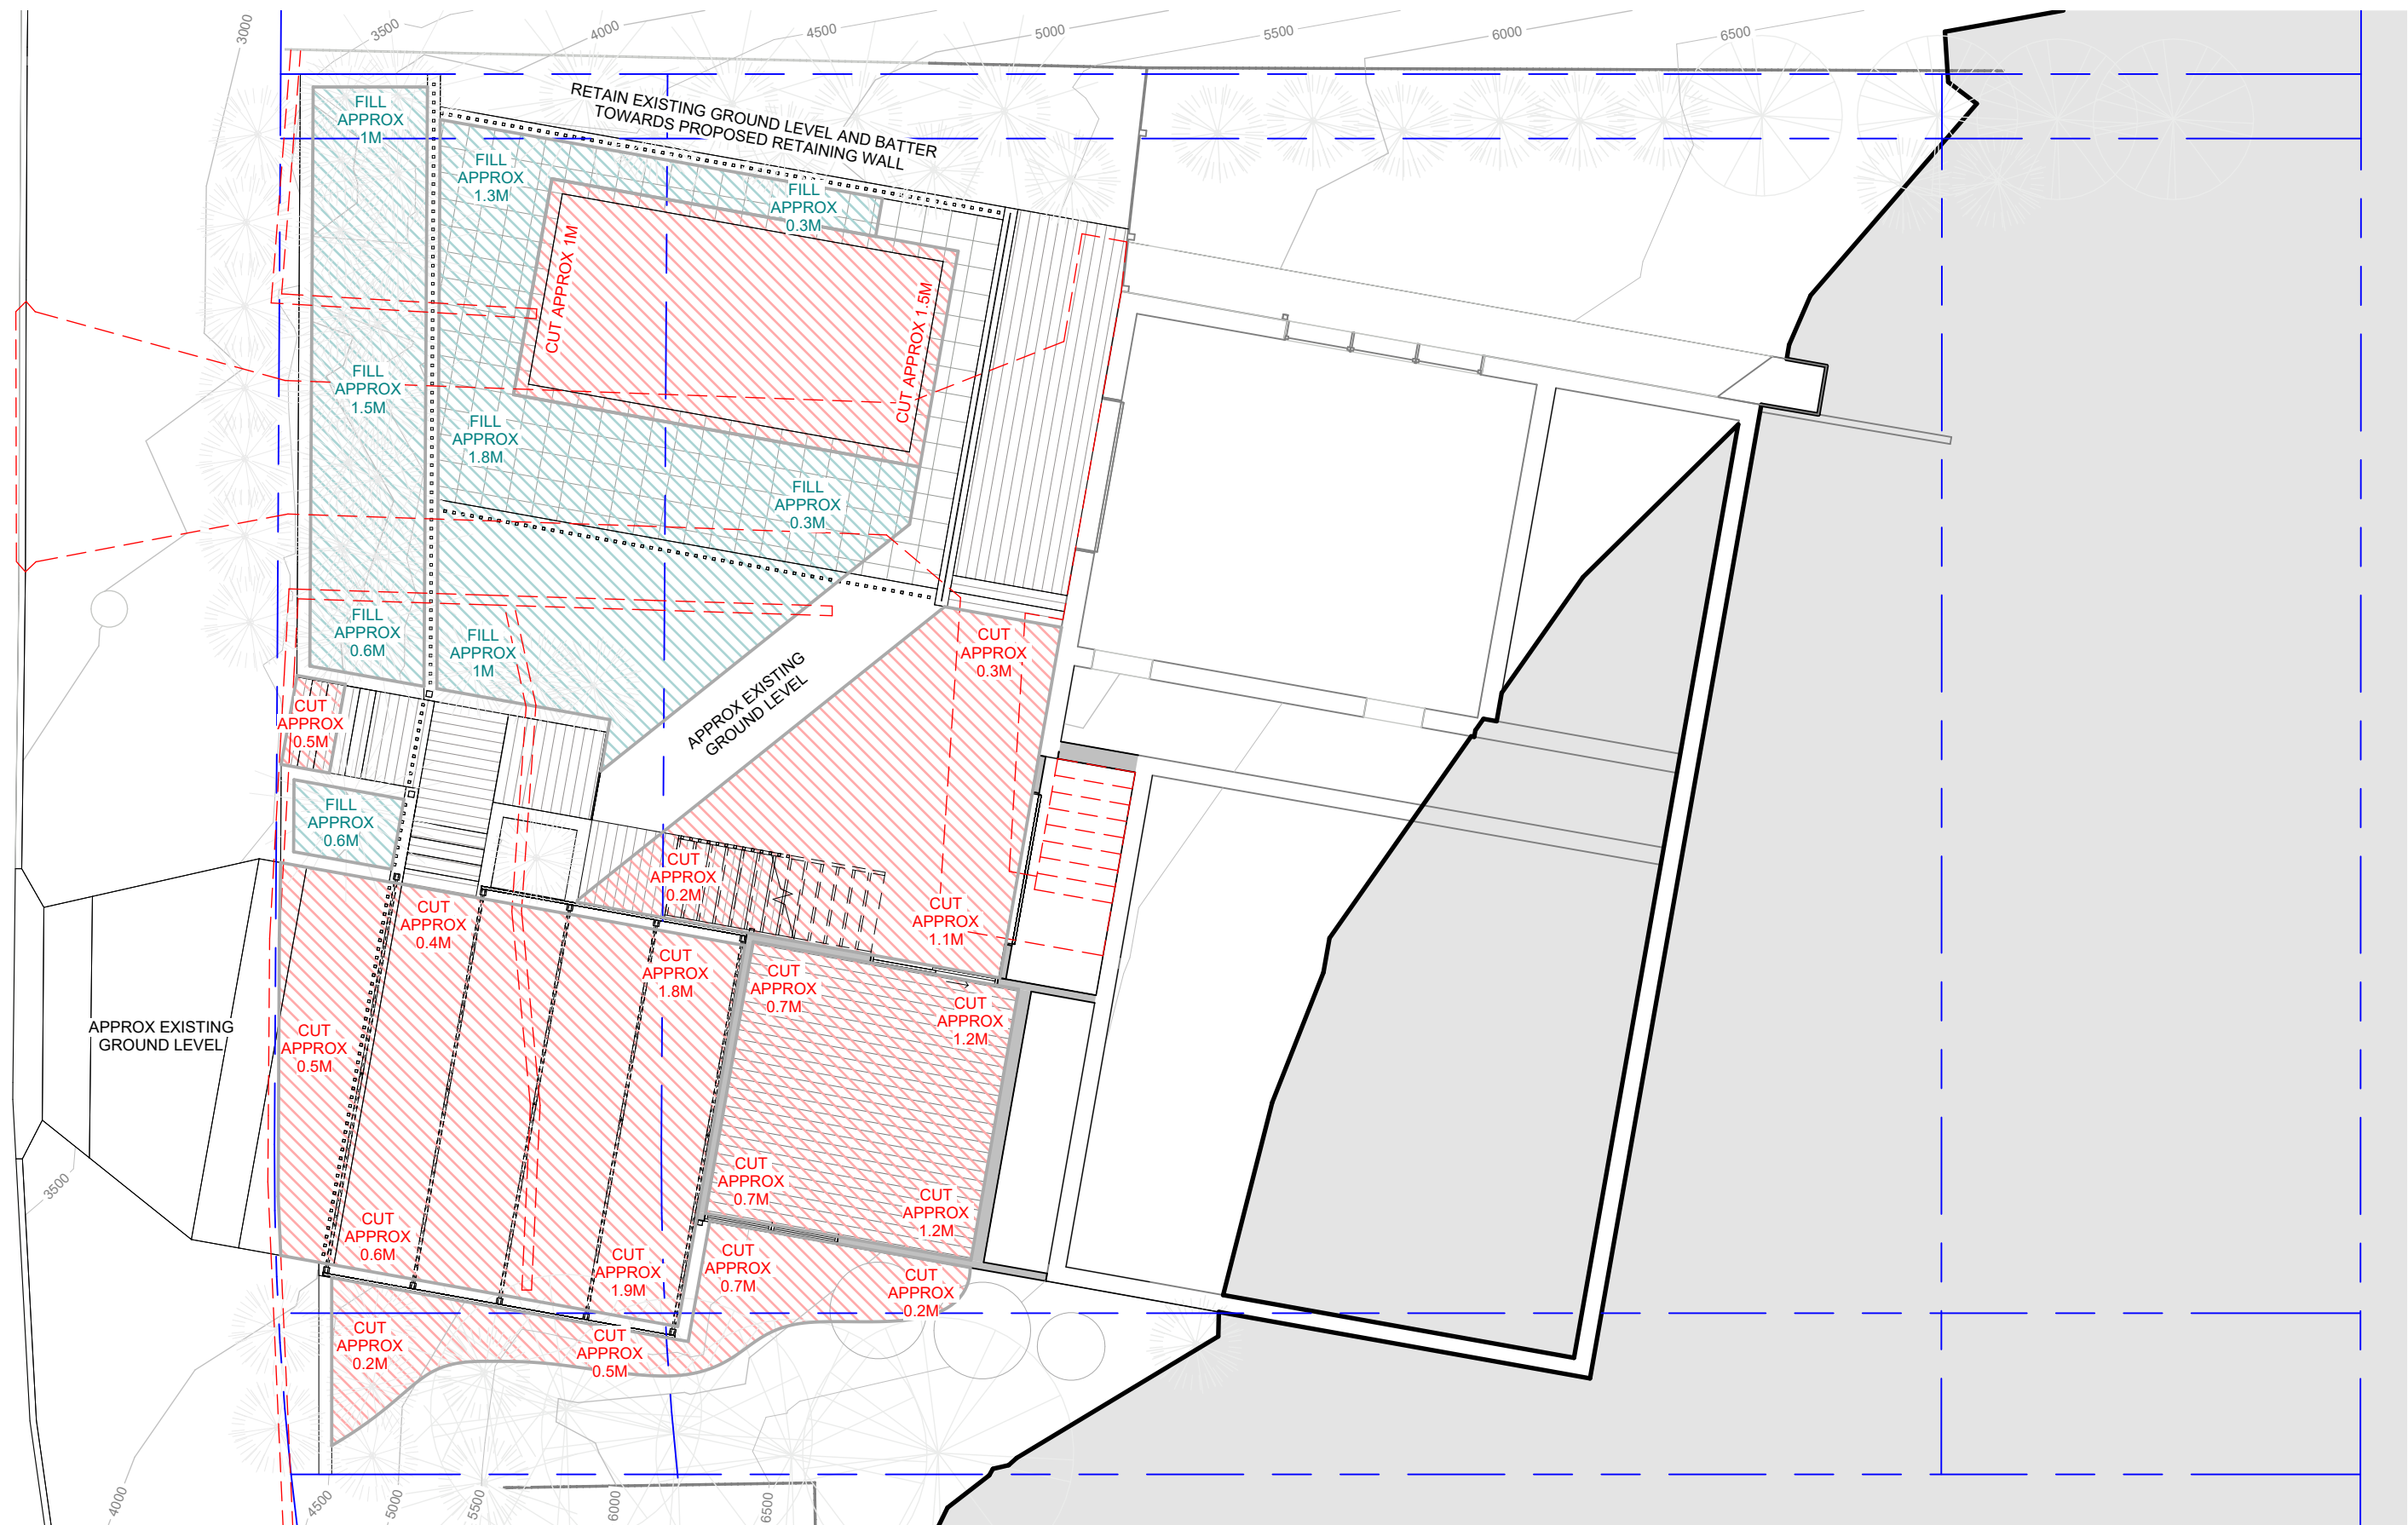 3000
3500
4000
4500
5000
5500
6000
6500
RETAIN EXISTING GROUND LEVEL AND BATTER
TOWARDS PROPOSED RETAINING WALL
FILL
APPROX
1M
FILL
APPROX
1.3M
FILL
APPROX
0.3M
CUT APPROX 1M
CUT APPROX 1.5M
FILL
APPROX
1.5M
FILL
APPROX
1.8M
FILL
APPROX
0.3M
FILL
APPROX
0.6M
FILL
APPROX
1M
CUT
APPROX
0.3M
APPROX EXISTING
GROUND LEVEL
CUT
APPROX
0.5M
FILL
APPROX
0.6M
CUT
APPROX
0.2M
CUT
APPROX
0.4M
CUT
APPROX
1.1M
CUT
APPROX
1.8M
CUT
APPROX
0.7M
CUT
APPROX
1.2M
APPROX EXISTING
GROUND LEVEL
CUT
APPROX
0.5M
3500
CUT
APPROX
0.7M
CUT
APPROX
1.2M
CUT
APPROX
0.6M
CUT
APPROX
1.9M
CUT
APPROX
0.7M
CUT
APPROX
0.2M
CUT
APPROX
0.2M
CUT
APPROX
0.5M
4000
4500
5000
5500
6000
6500